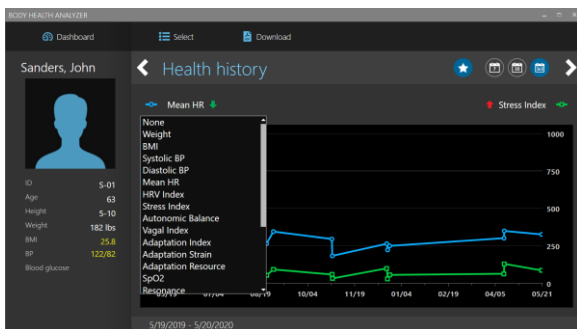 BODY HEALTH ANALYZER
Dashboard
Select
Download
Sanders, John
Health history
Mean HR
Stress Index
None
Weight
BMI
Systolic BP
Diastolic BP
Mean HR
HRV Index
Stress Index
Autonomic Balance
Vagal Index
Adaptation Index
Adaptation Strain
Adaptation Resource
SpO2
Resonance
1000
750
500
250
0
05/19 07/04 08/19 10/04 11/19 01/04 02/19 04/05 05/21
ID S-01
Age 63
Height 5-10
Weight 182 lbs
BMI 25.8
BP 122/82
Blood glucose
5/19/2019 - 5/20/2020